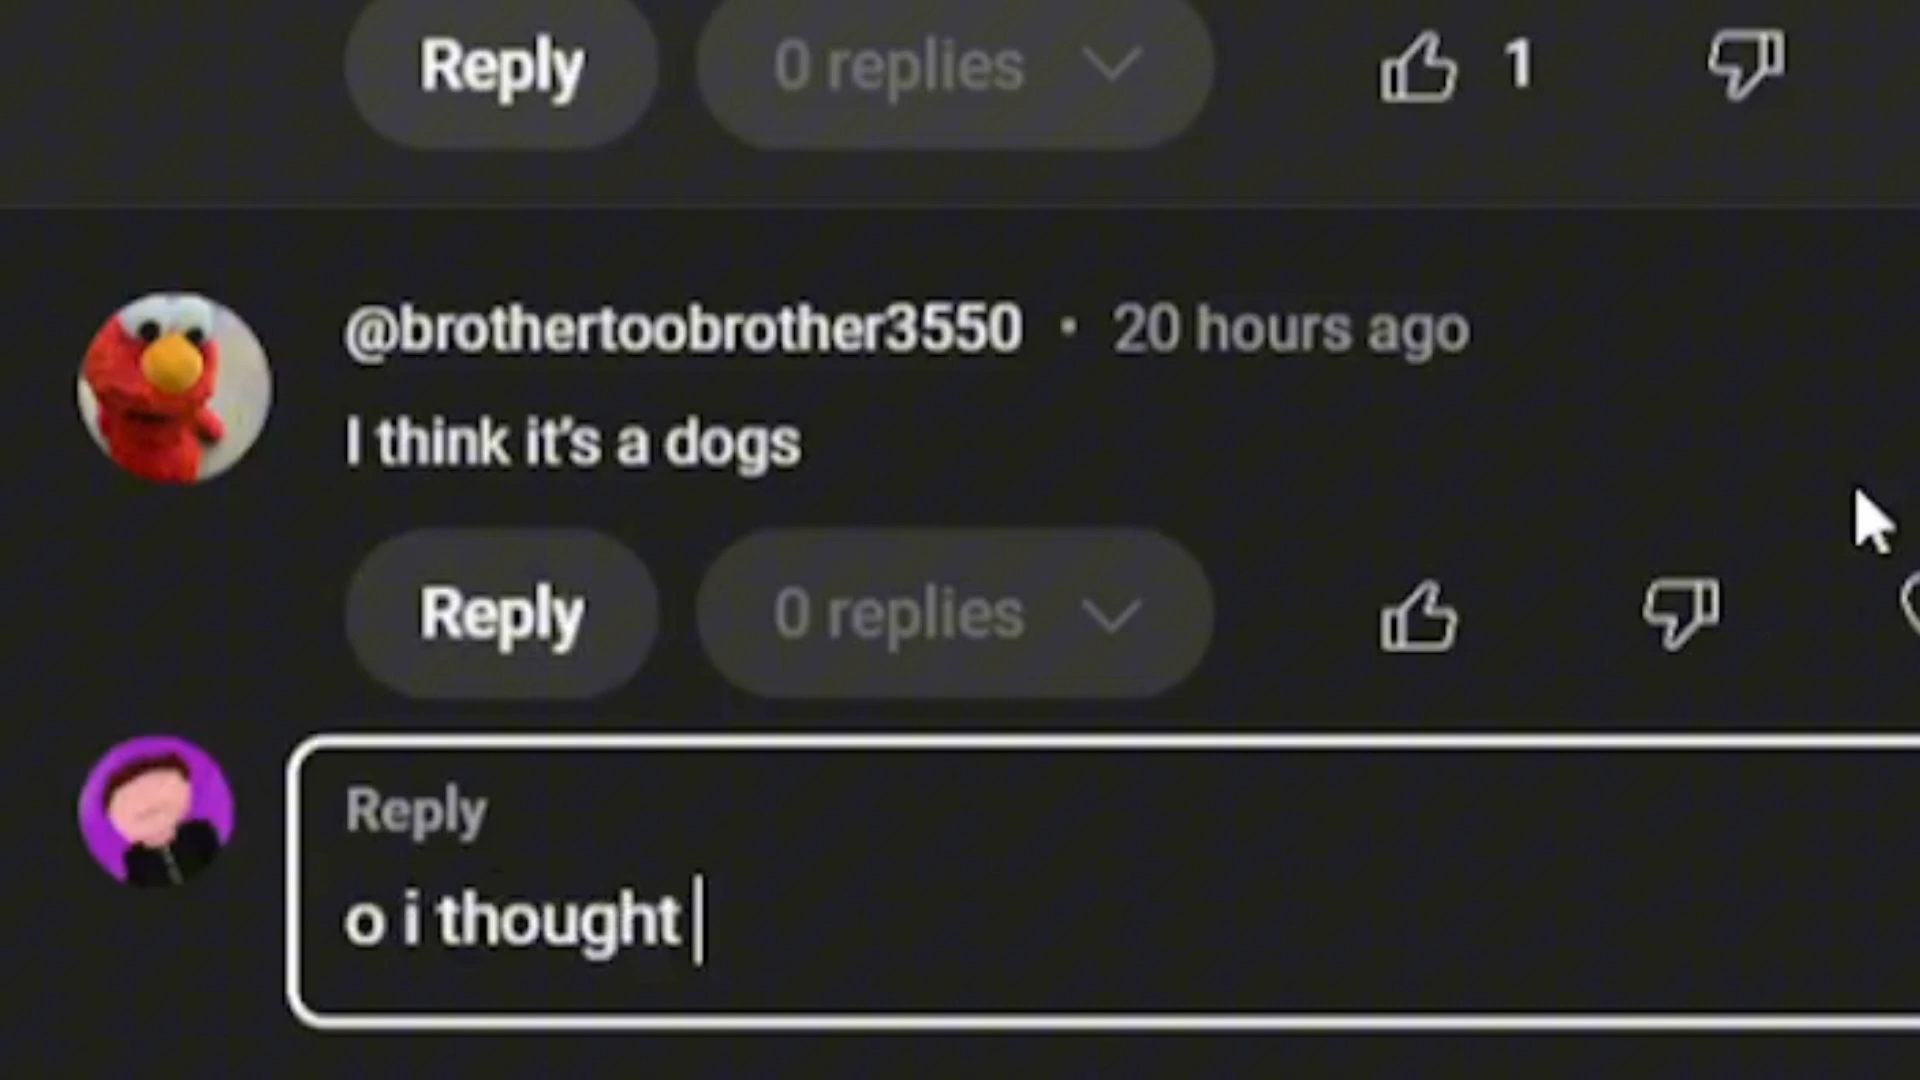 Reply 0 replies 1
@brothertoobrother3550 • 20 hours ago
I think it's a dogs
Reply 0 replies
Reply
o i thought